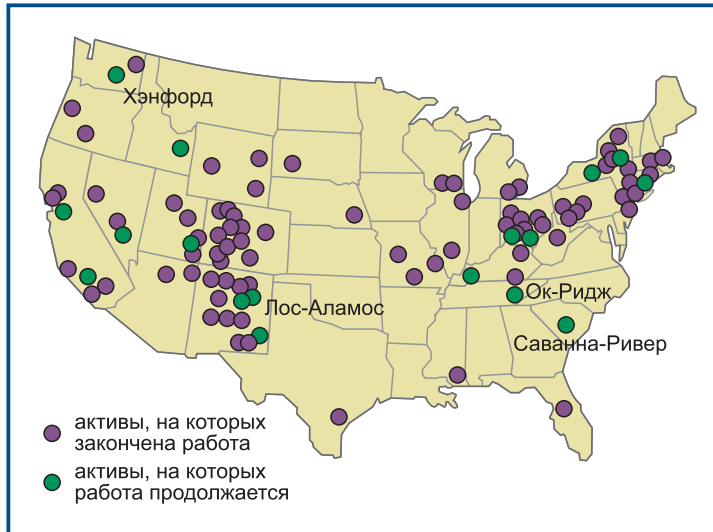 Хэнфорд
Лос-Аламос
Ок-Ридж
Саванна-Ривер
активы, на которых
закончена работа
активы, на которых
работа продолжается